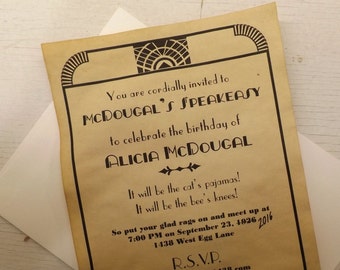 You are cordially invited to
McDougal's Speakeasy
to celebrate the birthday of
Alicia McDougal
It will be the cat's pajamas!
It will be the bee's knees!
So put your glad rags on and meet up at
7:00 PM on September 23, 1926 2016
1438 West Egg Lane
R.S.V.P.